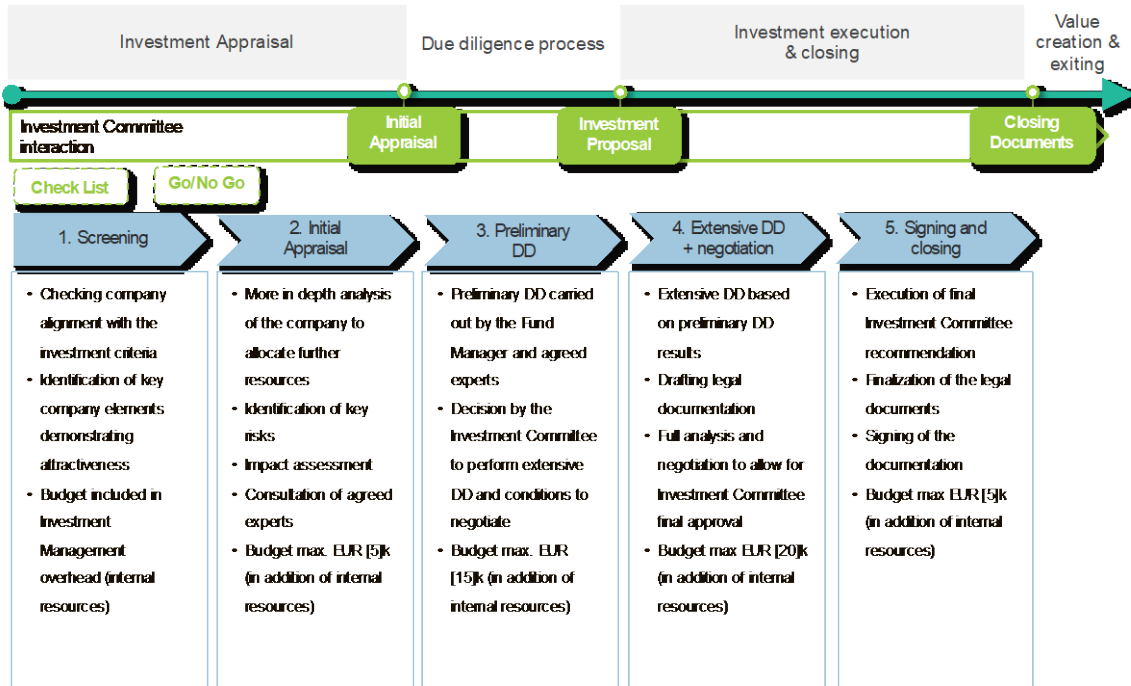 Investment Appraisal
Due diligence process
Investment execution
& closing
Value
creation &
exiting
Investment Committee
interaction
Initial
Appraisal
Investment
Proposal
Closing
Documents
Check List
Go/No Go
1. Screening
2. Initial
Appraisal
3. Preliminary
DD
4. Extensive DD
+ negotiation
5. Signing and
closing
• Checking company
alignment with the
investment criteria
• Identification of key
company elements
demonstrating
attractiveness
• Budget included in
Investment
Management
overhead (internal
resources)
• More in depth analysis
of the company to
allocate further
resources
• Identification of key
risks
• Impact assessment
• Consultation of agreed
experts
• Budget max. EUR [5]k
(in addition of internal
resources)
• Preliminary DD carried
out by the Fund
Manager and agreed
experts
• Decision by the
Investment Committee
to perform extensive
DD and conditions to
negotiate
• Budget max. EUR
[15]k (in addition of
internal resources)
• Extensive DD based
on preliminary DD
results
• Drafting legal
documentation
• Full analysis and
negotiation to allow for
Investment Committee
final approval
• Budget max EUR [20]k
(in addition of internal
resources)
• Execution of final
Investment Committee
recommendation
• Finalization of the legal
documents
• Signing of the
documentation
• Budget max EUR [5]k
(in addition of internal
resources)